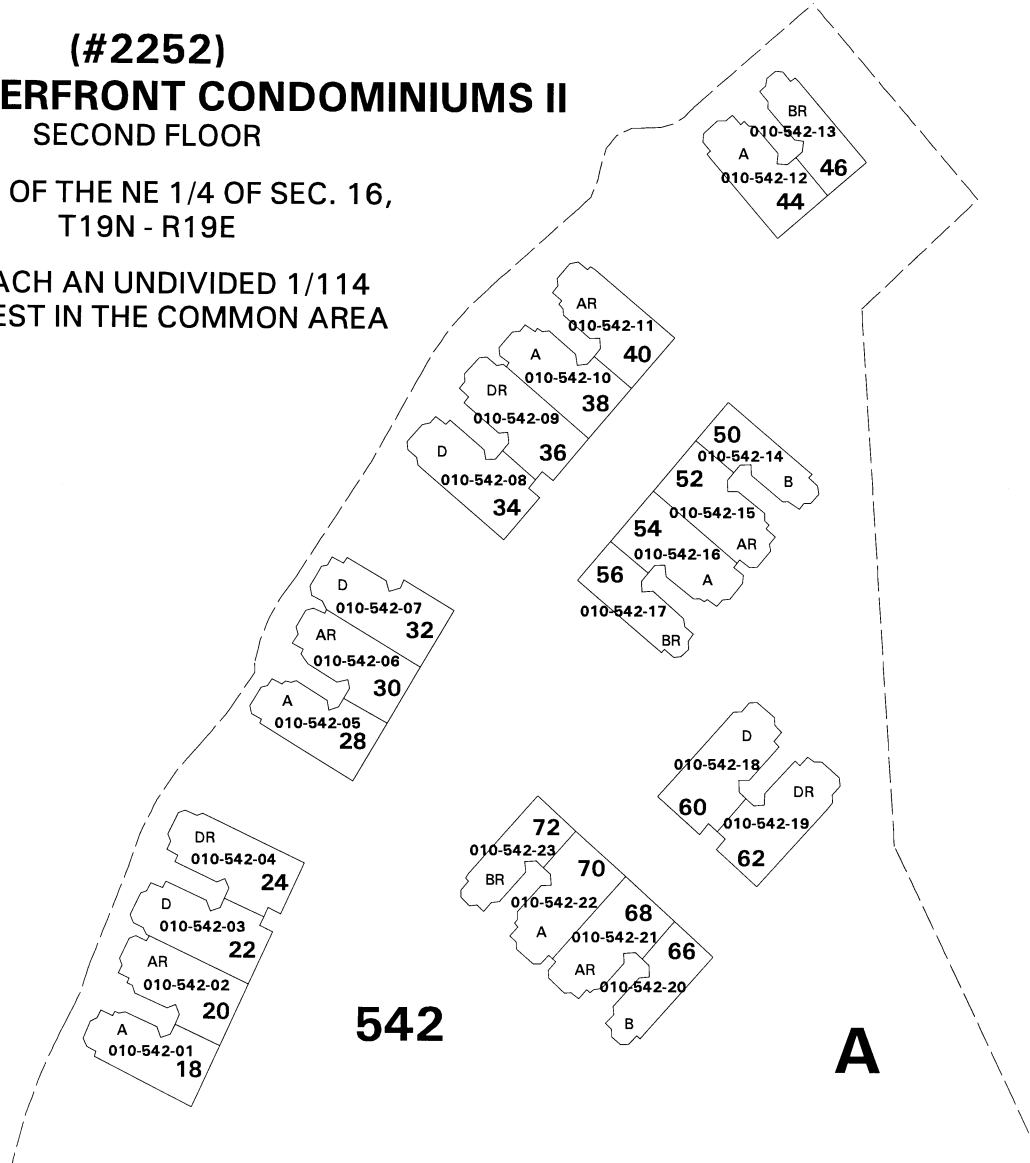 (#2252)
ERFRONT CONDOMINIUMS II
SECOND FLOOR
OF THE NE 1/4 OF SEC. 16,
T19N - R19E
ACH AN UNDIVIDED 1/114
EST IN THE COMMON AREA
BR
010-542-13
46
A
010-542-12
44
AR
010-542-11
40
A
010-542-10
38
DR
010-542-09
36
D
010-542-08
34
50
010-542-14
B
52
010-542-15
AR
54
010-542-16
A
56
010-542-17
BR
D
010-542-07
32
AR
010-542-06
30
A
010-542-05
28
D
010-542-18
60
DR
010-542-19
62
DR
010-542-04
24
D
010-542-03
22
AR
010-542-02
20
A
010-542-01
18
72
010-542-23
BR
70
010-542-22
A
68
010-542-21
AR
66
010-542-20
B
542
A